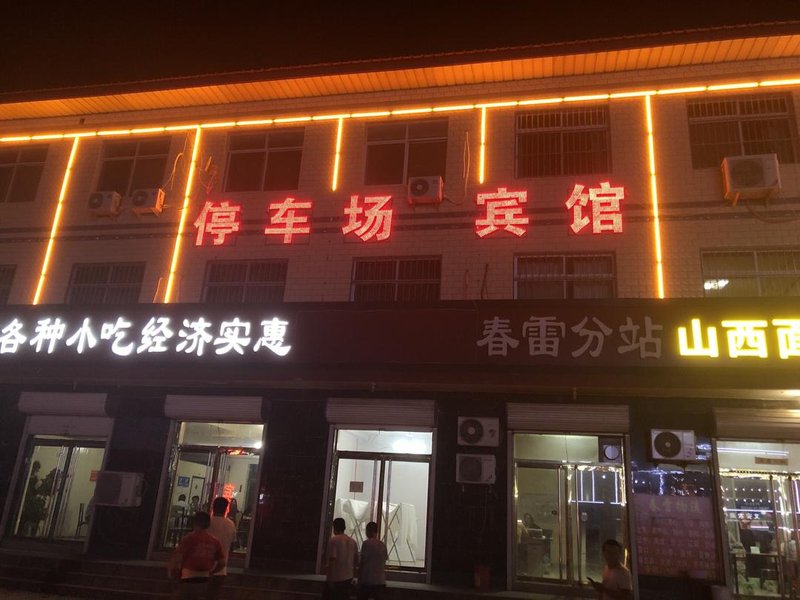 停车场 宾馆
各种小吃经济实惠
春雷分站
山西面